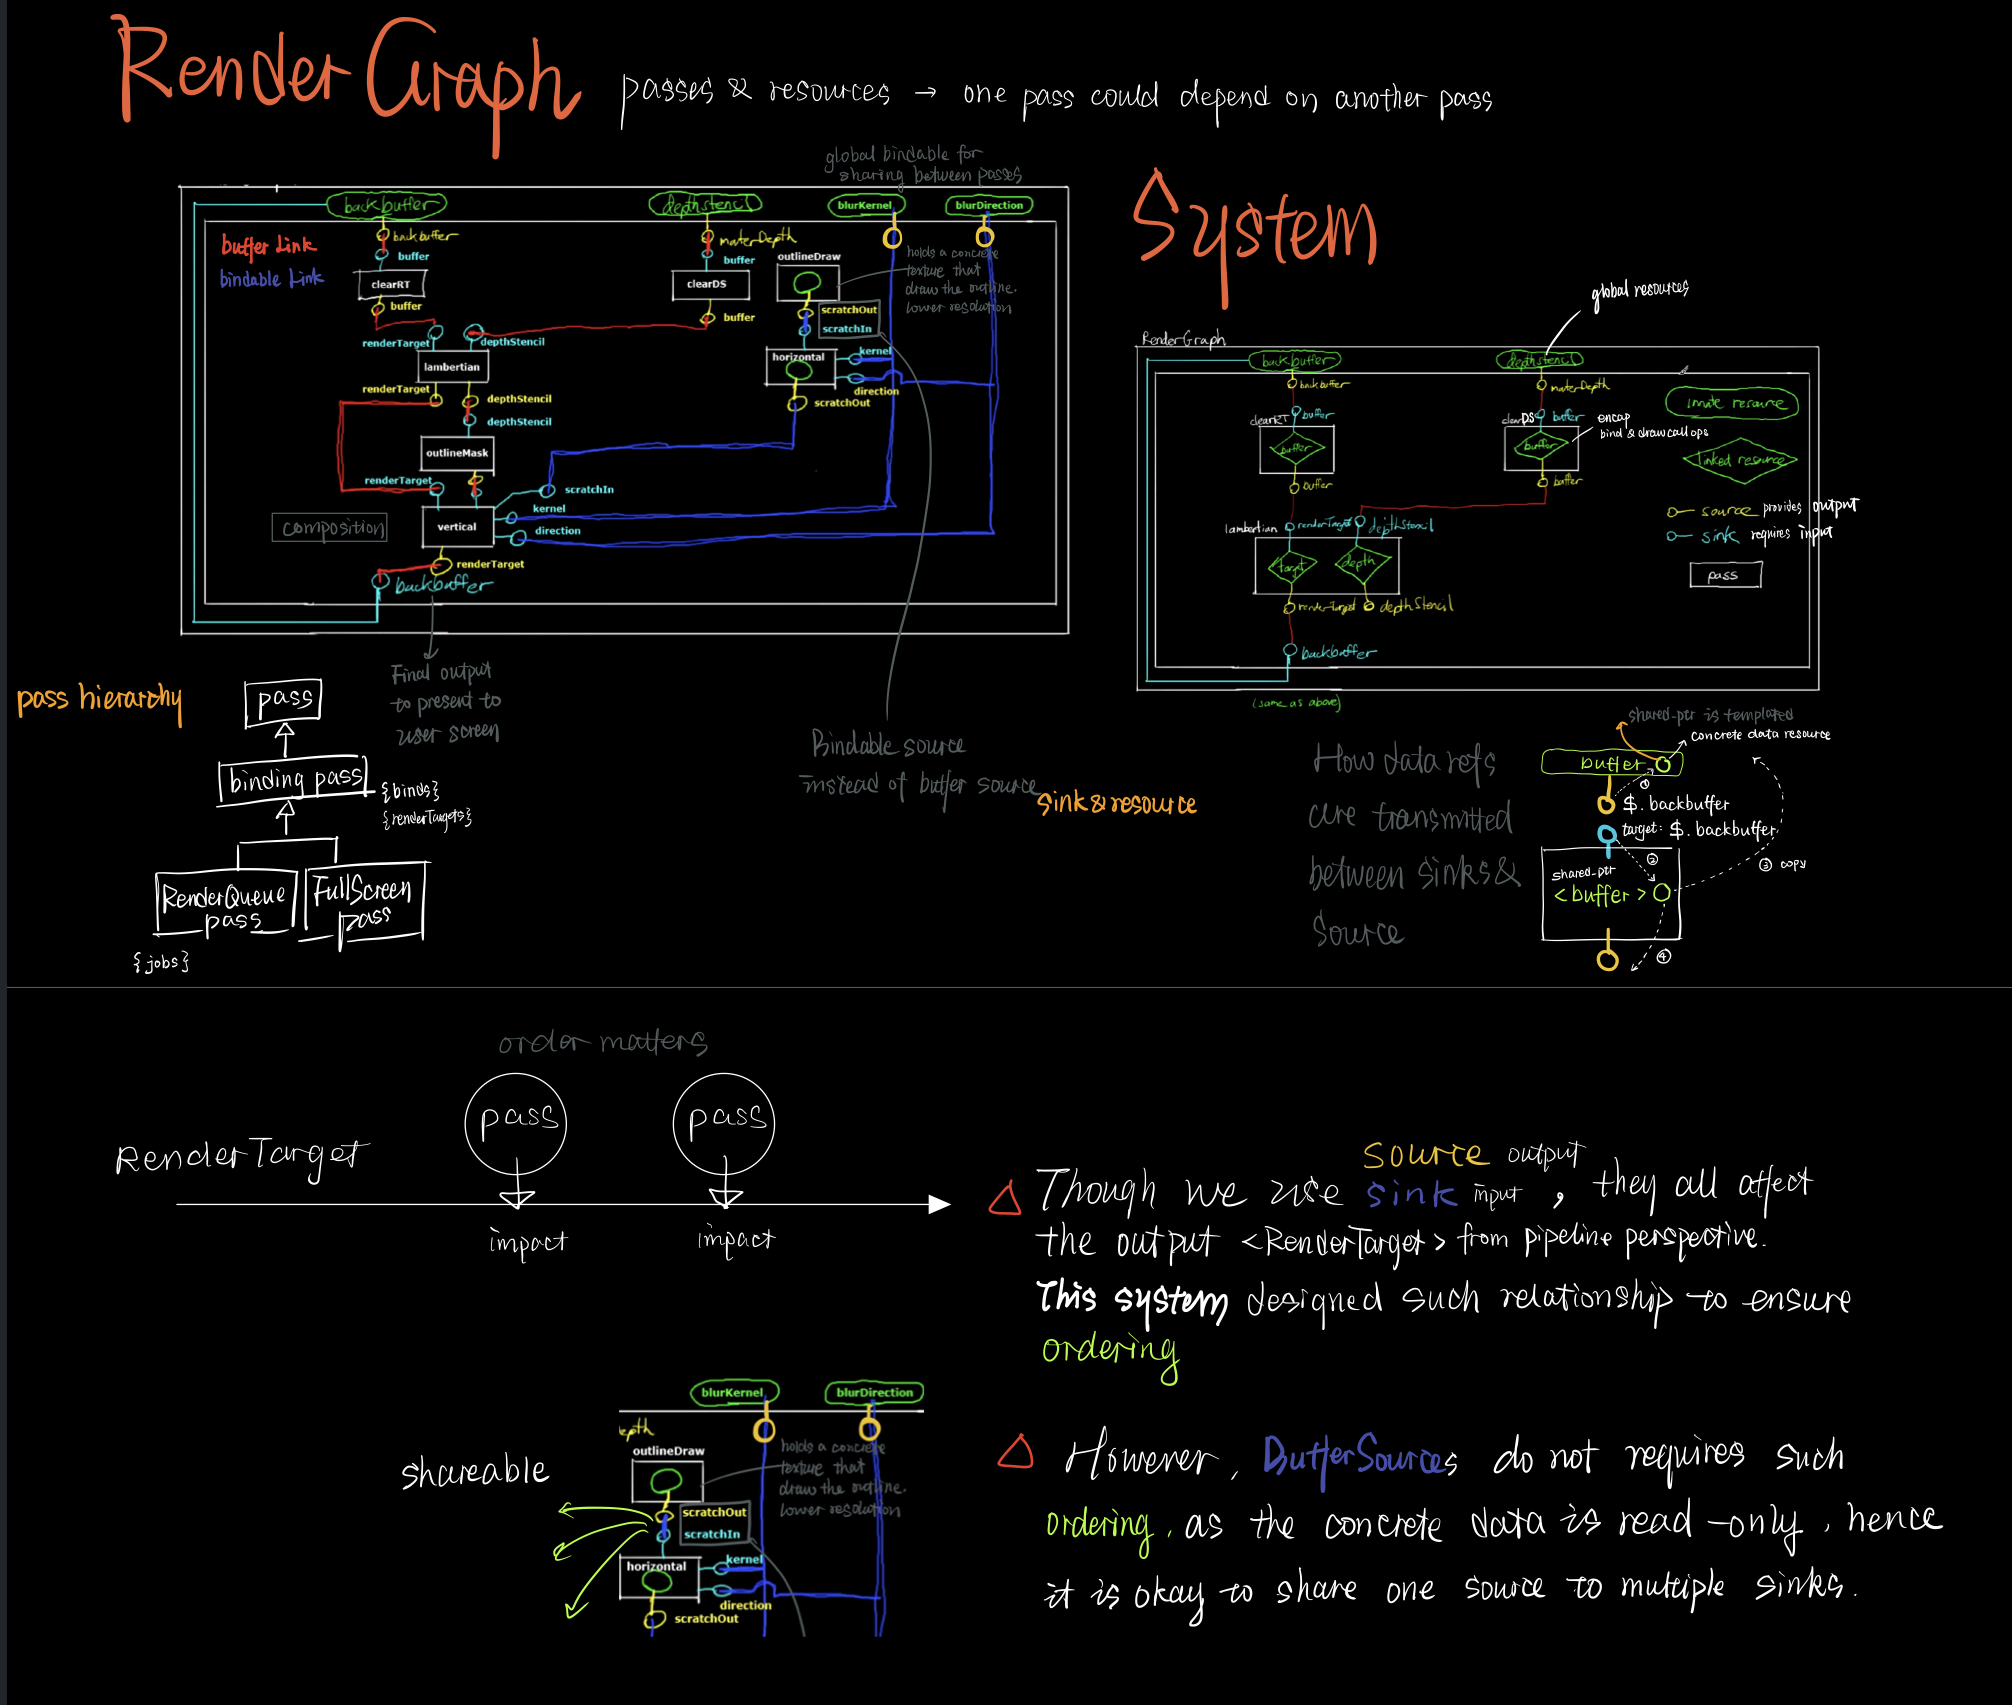 RenderGraph
passes & resources → one pass could depend on another pass
System
global bindable for
sharing between passes
backbuffer
depthstencil
blurKernel
blurDirection
buffer Link
bindable Link
backbuffer
buffer
clearRT
buffer
materDepth
buffer
clearDS
buffer
outlineDraw
holds a concrete
texture that
draw the outline.
lower resolution
scratchOut
scratchIn
renderTarget
depthStencil
lambertian
renderTarget
depthStencil
depthStencil
horizontal
kernel
direction
scratchOut
outlineMask
renderTarget
scratchIn
kernel
direction
composition
vertical
renderTarget
backbuffer
Final output
to present to
user screen
Bindable source
instead of buffer source
global resources
RenderGraph
backbuffer
depthstencil
backbuffer
materDepth
buffer
clearRT
buffer
buffer
clearDS
buffer
buffer
buffer
encap
bind & drawcall ops
innate resource
linked resource
source provides output
sink requires input
pass
lambertian
renderTarget
depthStencil
target
depth
renderTarget
depthStencil
backbuffer
(same as above)
pass hierarchy
pass
binding pass
{binds}
{renderTargets}
RenderQueue
pass
FullScreen
pass
{jobs}
sink & resource
How data refs
are transmitted
between sinks &
Source
shared-ptr is templated
concrete data resource
buffer
①
$.backbuffer
target: $.backbuffer
②
③ copy
shared_ptr
<buffer>
④
order matters
pass
pass
RenderTarget
impact
impact
△ Though we use source output
sink input , they all affect
the output <RenderTarget> from pipeline perspective.
This system designed such relationship to ensure
ordering
shareable
blurKernel
blurDirection
epth
outlineDraw
holds a concrete
texture that
draw the outline.
lower resolution
scratchOut
scratchIn
horizontal
kernel
direction
scratchOut
△ However, BufferSources do not requires such
ordering, as the concrete data is read-only, hence
it is okay to share one source to multiple sinks.